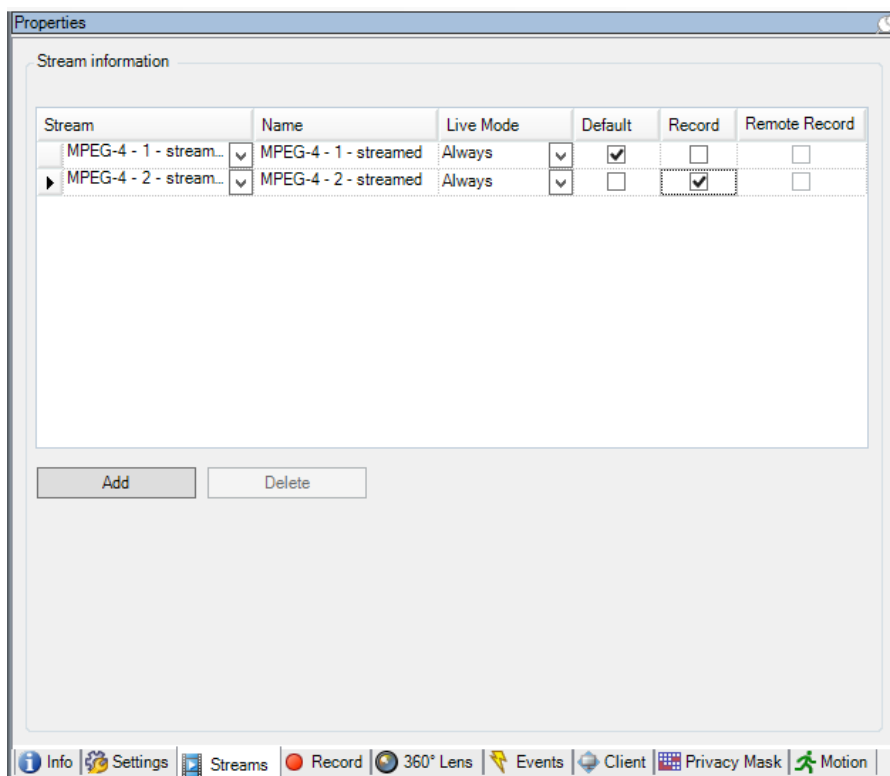 Properties
Stream information
Stream Name Live Mode Default Record Remote Record
MPEG-4 - 1 - stream... MPEG-4 - 1 - streamed Always
MPEG-4 - 2 - stream... MPEG-4 - 2 - streamed Always
Add Delete
Info Settings Streams Record 360° Lens Events Client Privacy Mask Motion